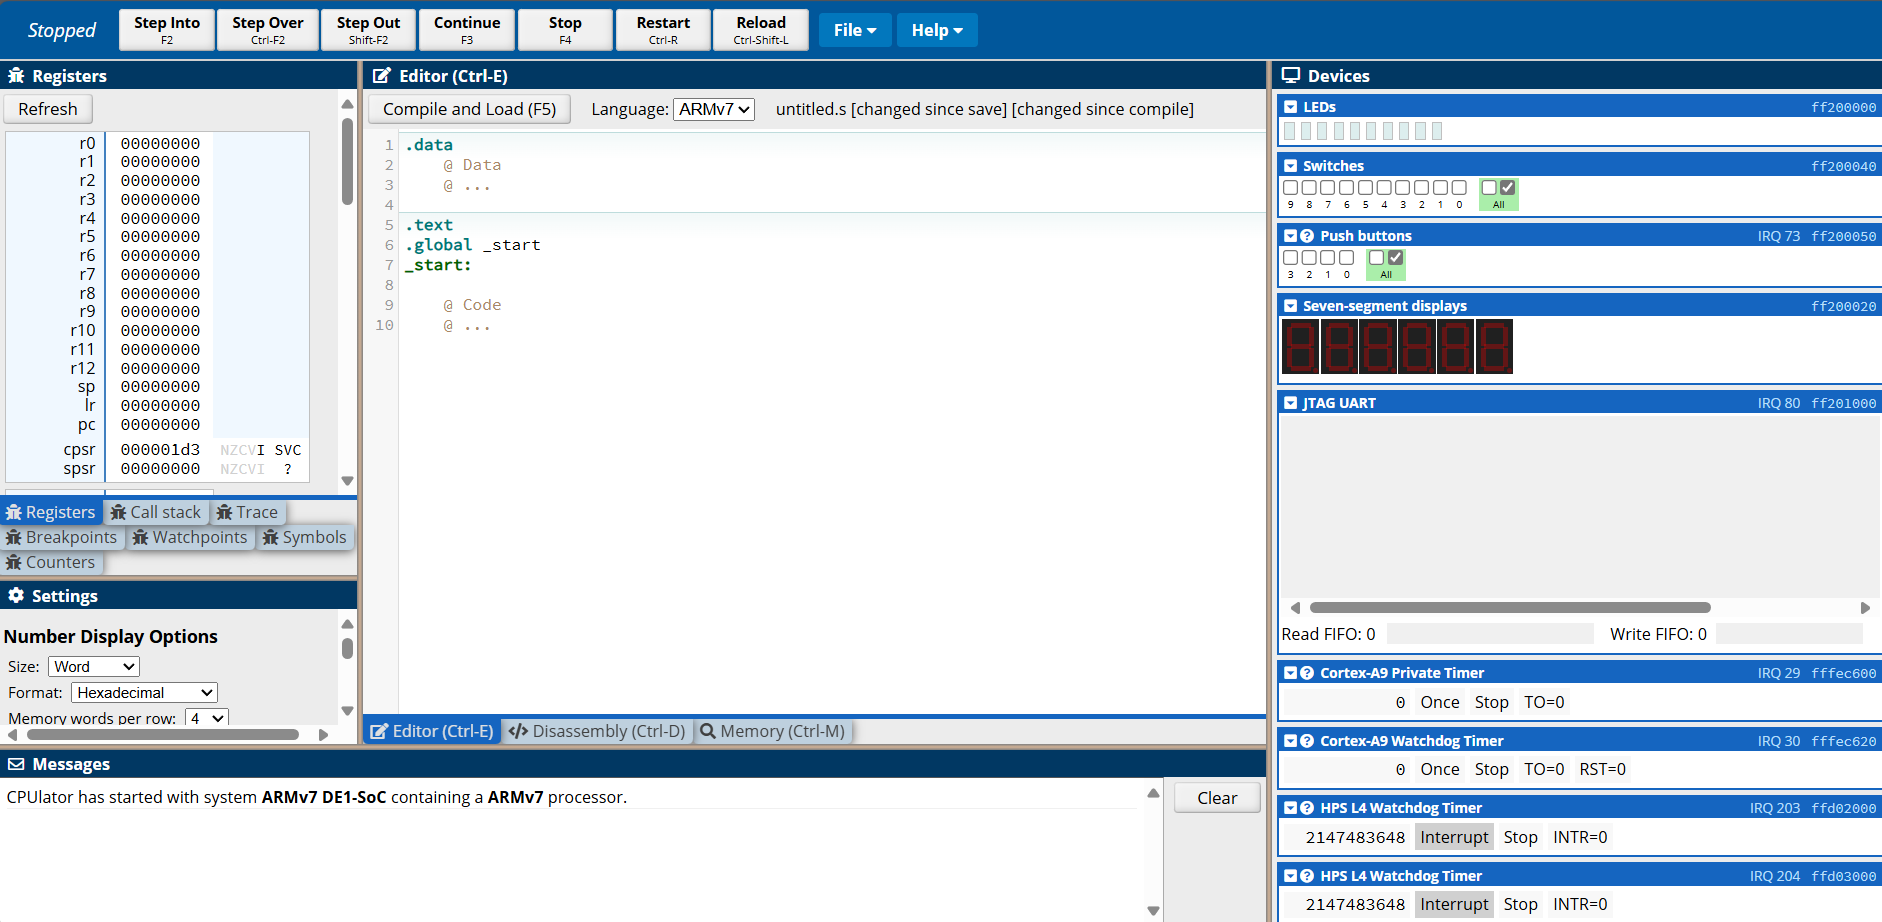 Stopped
Step Into
F2
Step Over
Ctrl-F2
Step Out
Shift-F2
Continue
F3
Stop
F4
Restart
Ctrl-R
Reload
Ctrl-Shift-L
File
Help
Registers
Refresh
r0 00000000
r1 00000000
r2 00000000
r3 00000000
r4 00000000
r5 00000000
r6 00000000
r7 00000000
r8 00000000
r9 00000000
r10 00000000
r11 00000000
r12 00000000
sp 00000000
lr 00000000
pc 00000000
cpsr 000001d3 NZCVI SVC
spsr 00000000 NZCVI ?
Registers Call stack Trace
Breakpoints Watchpoints Symbols
Counters
Settings
Number Display Options
Size: Word
Format: Hexadecimal
Memory words per row: 4
Editor (Ctrl-E)
Compile and Load (F5) Language: ARMv7 untitled.s [changed since save] [changed since compile]
1 .data
2 @ Data
3 @ ...
4
5 .text
6 .global _start
7 _start:
8
9 @ Code
10 @ ...
Editor (Ctrl-E) Disassembly (Ctrl-D) Memory (Ctrl-M)
Messages
CPUlator has started with system ARMv7 DE1-SoC containing a ARMv7 processor.
Clear
Devices
LEDs ff200000
Switches ff200040
9 8 7 6 5 4 3 2 1 0 All
Push buttons IRQ 73 ff200050
3 2 1 0 All
Seven-segment displays ff200020
JTAG UART IRQ 80 ff201000
Read FIFO: 0 Write FIFO: 0
Cortex-A9 Private Timer IRQ 29 fffec600
0 Once Stop TO=0
Cortex-A9 Watchdog Timer IRQ 30 fffec620
0 Once Stop TO=0 RST=0
HPS L4 Watchdog Timer IRQ 203 ffd02000
2147483648 Interrupt Stop INTR=0
HPS L4 Watchdog Timer IRQ 204 ffd03000
2147483648 Interrupt Stop INTR=0